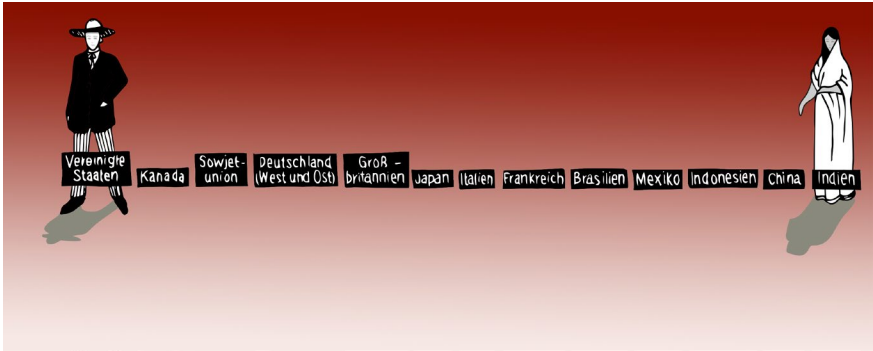 Vereinigte
Staaten
Kanada
Sowjet-
union
Deutschland
(West und Ost)
Groß -
britannien
Japan
Italien
Frankreich
Brasilien
Mexiko
Indonesien
China
Indien